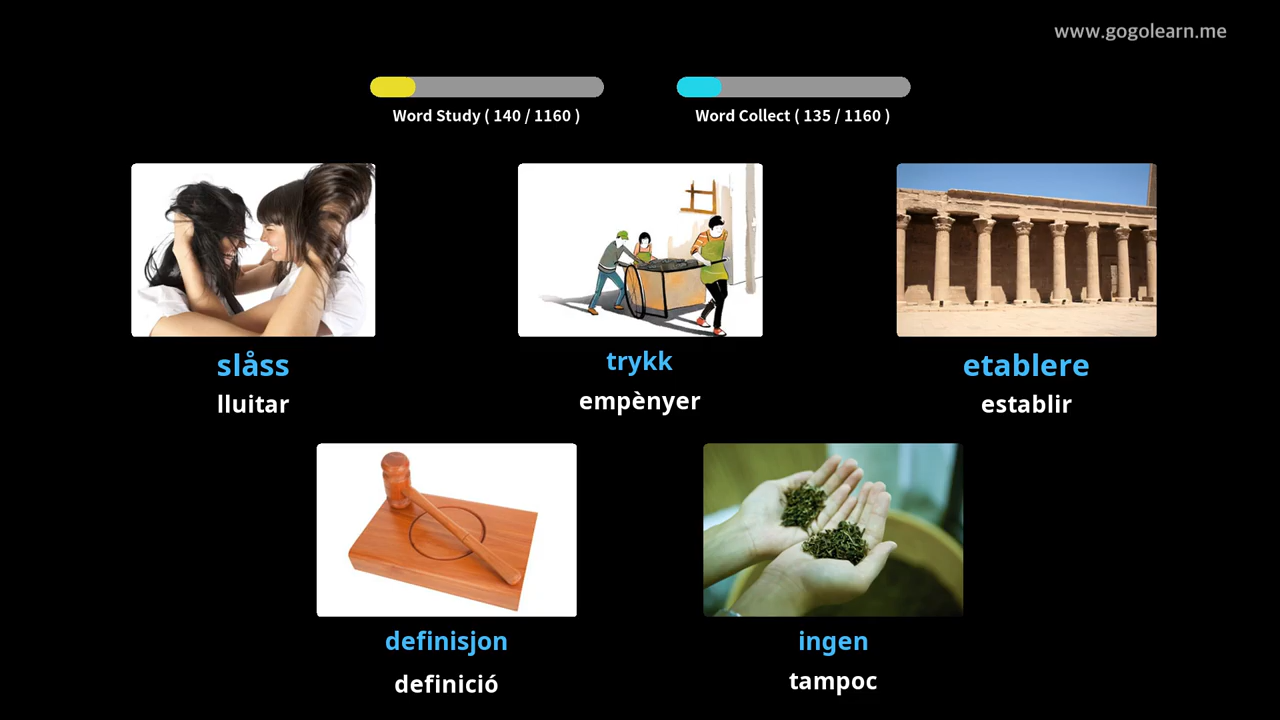 www.gogolearn.me
Word Study ( 140 / 1160 )
Word Collect ( 135 / 1160 )
slåss
lluitar
trykk
empènyer
etablere
establir
definisjon
definició
ingen
tampoc